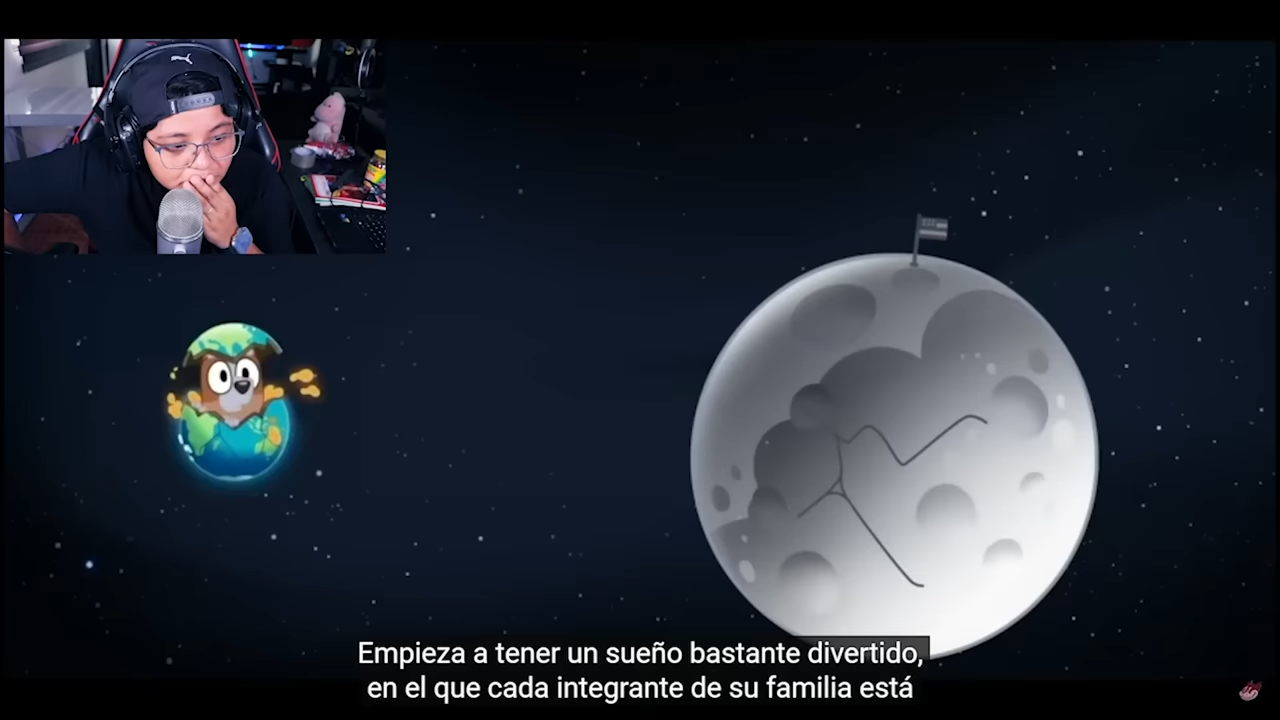 Empieza a tener un sueño bastante divertido,
en el que cada integrante de su familia está